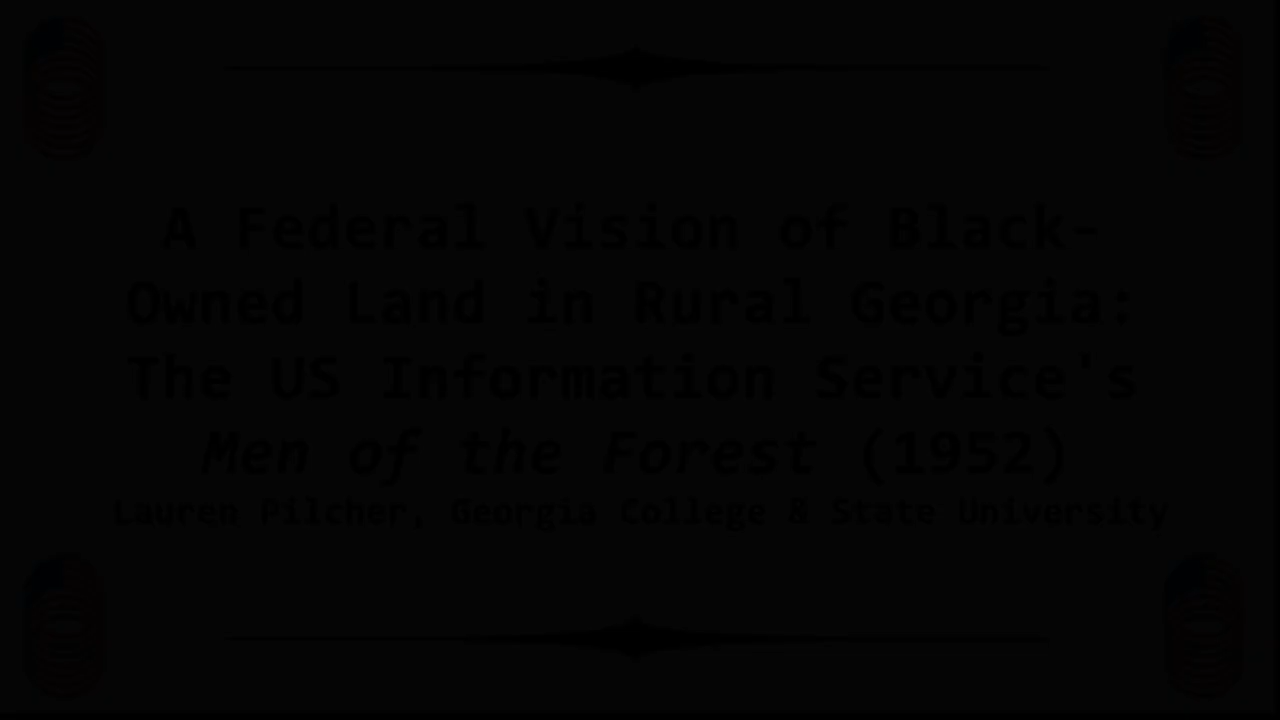 A Federal Vision of Black-
Owned Land in Rural Georgia:
The US Information Service's
Men of the Forest (1952)
Lauren Pilcher, Georgia College & State University